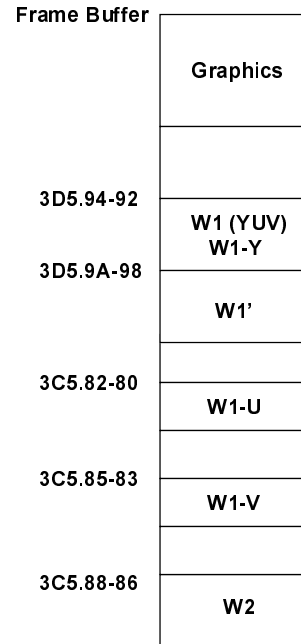 Frame Buffer
Graphics
3D5.94-92
W1 (YUV)
W1-Y
3D5.9A-98
W1’
3C5.82-80
W1-U
3C5.85-83
W1-V
3C5.88-86
W2